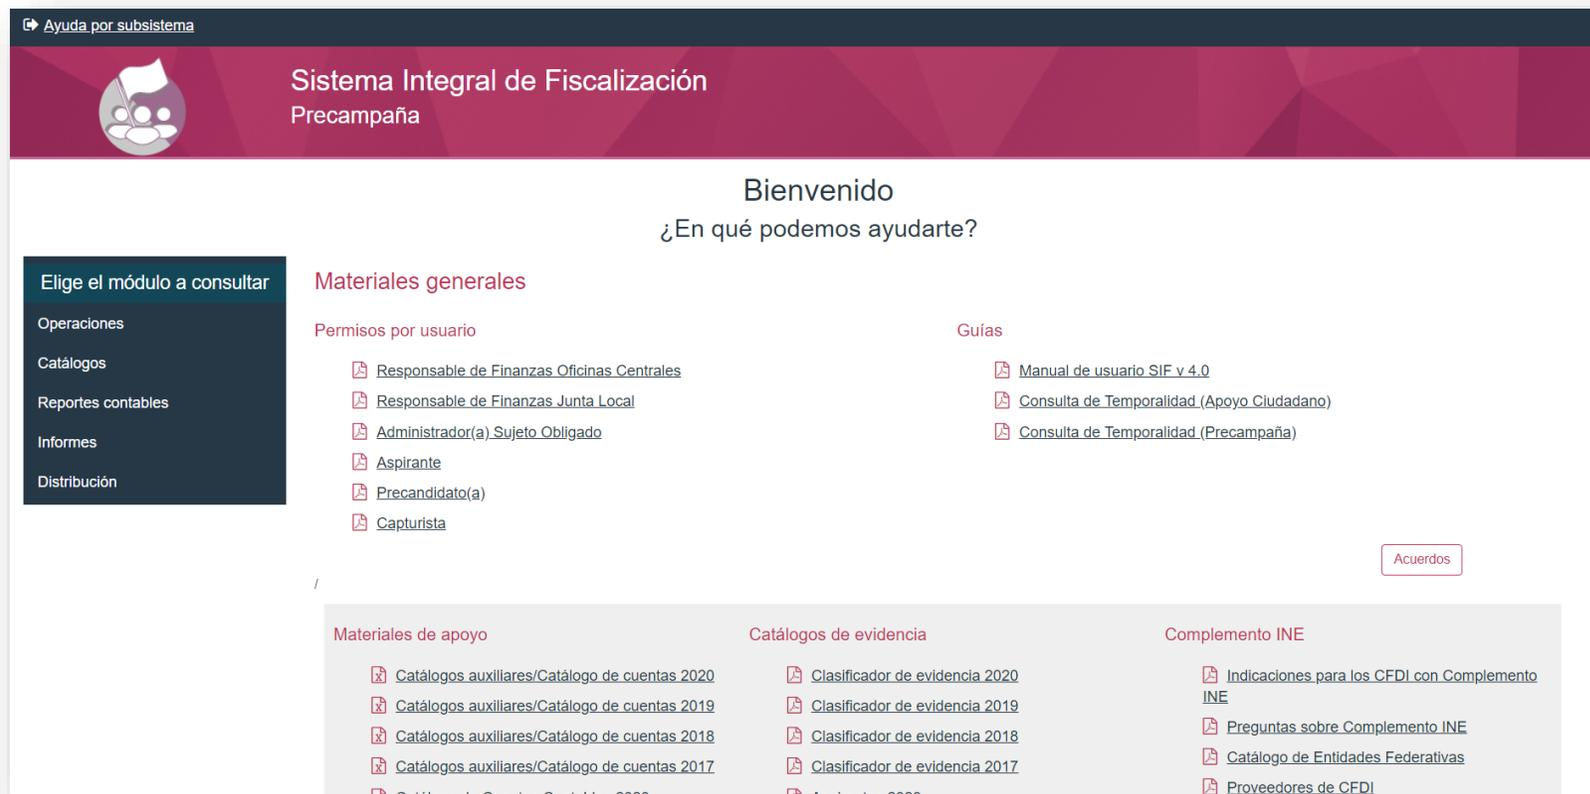 Ayuda por subsistema
Sistema Integral de Fiscalización
Precampaña
Bienvenido
¿En qué podemos ayudarte?
Elige el módulo a consultar
Operaciones
Catálogos
Reportes contables
Informes
Distribución
Materiales generales
Permisos por usuario
Responsable de Finanzas Oficinas Centrales
Responsable de Finanzas Junta Local
Administrador(a) Sujeto Obligado
Aspirante
Precandidato(a)
Capturista
Guías
Manual de usuario SIF v 4.0
Consulta de Temporalidad (Apoyo Ciudadano)
Consulta de Temporalidad (Precampaña)
Acuerdos
/
Materiales de apoyo
Catálogos auxiliares/Catálogo de cuentas 2020
Catálogos auxiliares/Catálogo de cuentas 2019
Catálogos auxiliares/Catálogo de cuentas 2018
Catálogos auxiliares/Catálogo de cuentas 2017
Catálogos de evidencia
Clasificador de evidencia 2020
Clasificador de evidencia 2019
Clasificador de evidencia 2018
Clasificador de evidencia 2017
Complemento INE
Indicaciones para los CFDI con Complemento
INE
Preguntas sobre Complemento INE
Catálogo de Entidades Federativas
Proveedores de CFDI